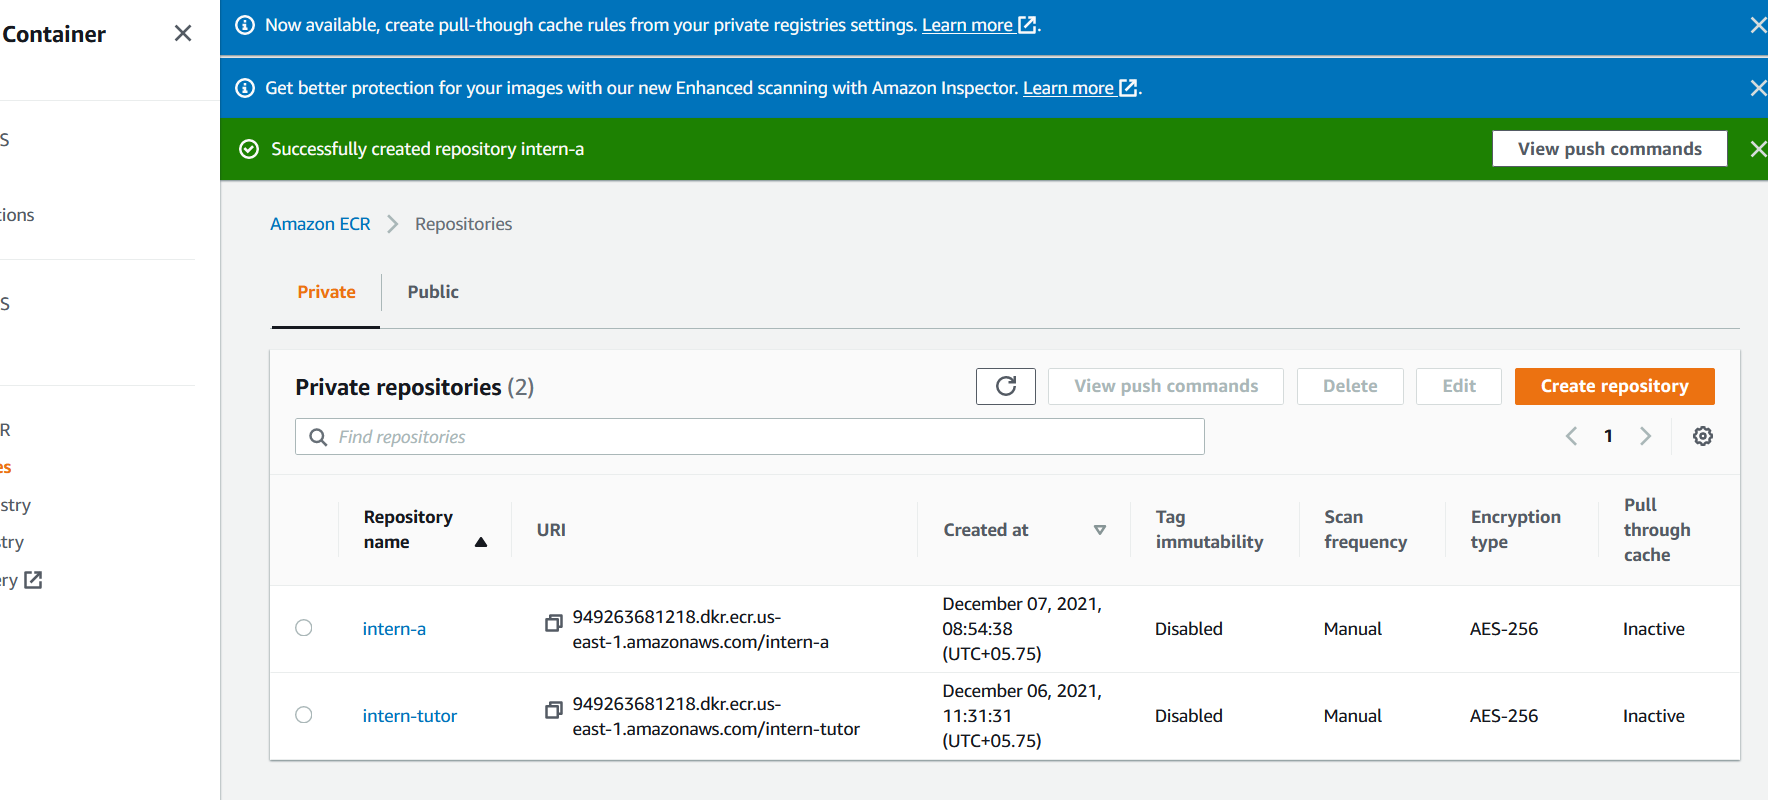 Container
S
tions
S
R
es
stry
try
ery
Now available, create pull-though cache rules from your private registries settings. Learn more.
Get better protection for your images with our new Enhanced scanning with Amazon Inspector. Learn more.
Successfully created repository intern-a
View push commands
Amazon ECR
Repositories
Private
Public
Private repositories (2)
View push commands
Delete
Edit
Create repository
Find repositories
1
Repository
name
URI
Created at
Tag
immutability
Scan
frequency
Encryption
type
Pull
through
cache
intern-a
949263681218.dkr.ecr.us-
east-1.amazonaws.com/intern-a
December 07, 2021,
08:54:38
(UTC+05.75)
Disabled
Manual
AES-256
Inactive
intern-tutor
949263681218.dkr.ecr.us-
east-1.amazonaws.com/intern-tutor
December 06, 2021,
11:31:31
(UTC+05.75)
Disabled
Manual
AES-256
Inactive